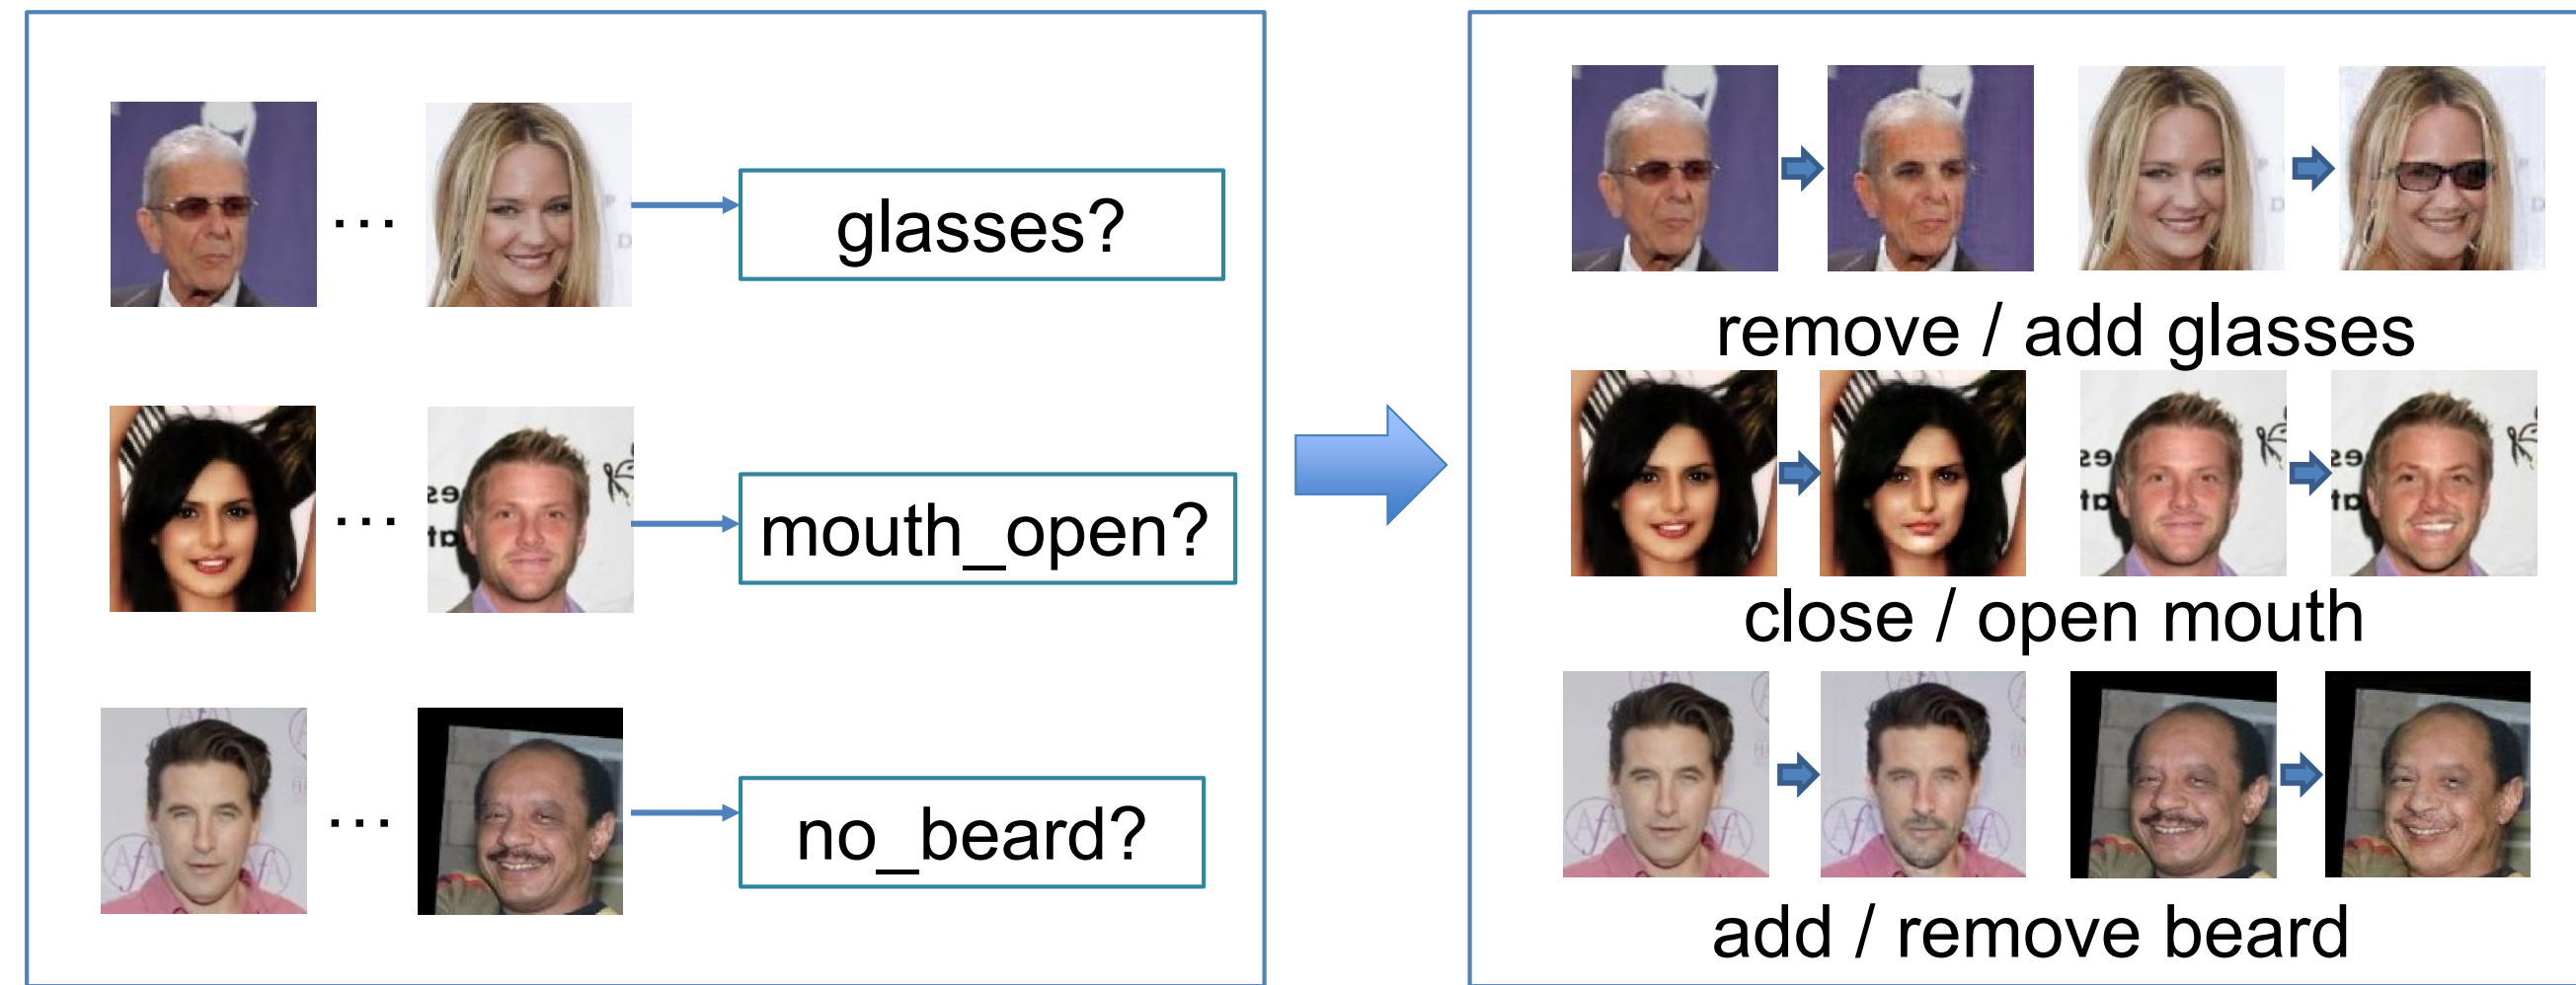 glasses?
mouth_open?
no_beard?
remove / add glasses
close / open mouth
add / remove beard